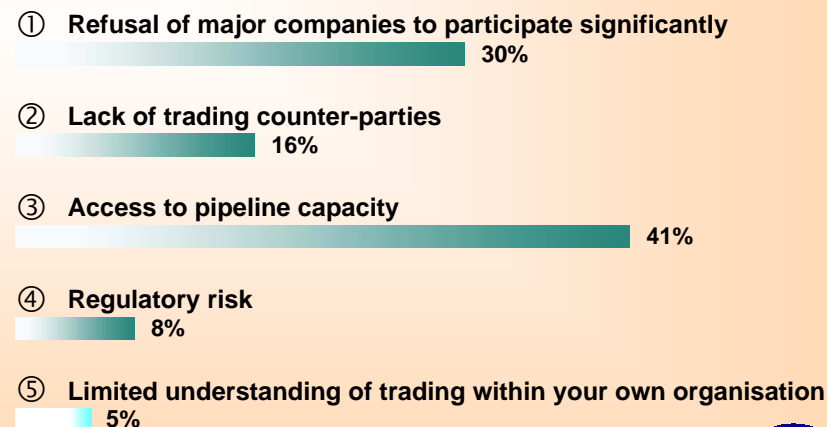 ① Refusal of major companies to participate significantly
30%
② Lack of trading counter-parties
16%
③ Access to pipeline capacity
41%
④ Regulatory risk
8%
⑤ Limited understanding of trading within your own organisation
5%